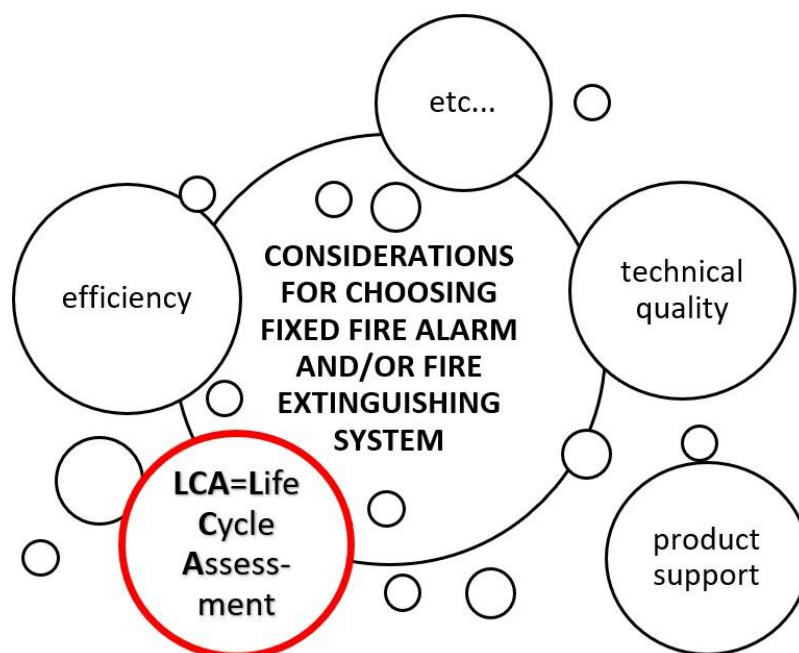 etc...
efficiency
CONSIDERATIONS
FOR CHOOSING
FIXED FIRE ALARM
AND/OR FIRE
EXTINGUISHING
SYSTEM
technical
quality
LCA=Life
Cycle
Assess-
ment
product
support